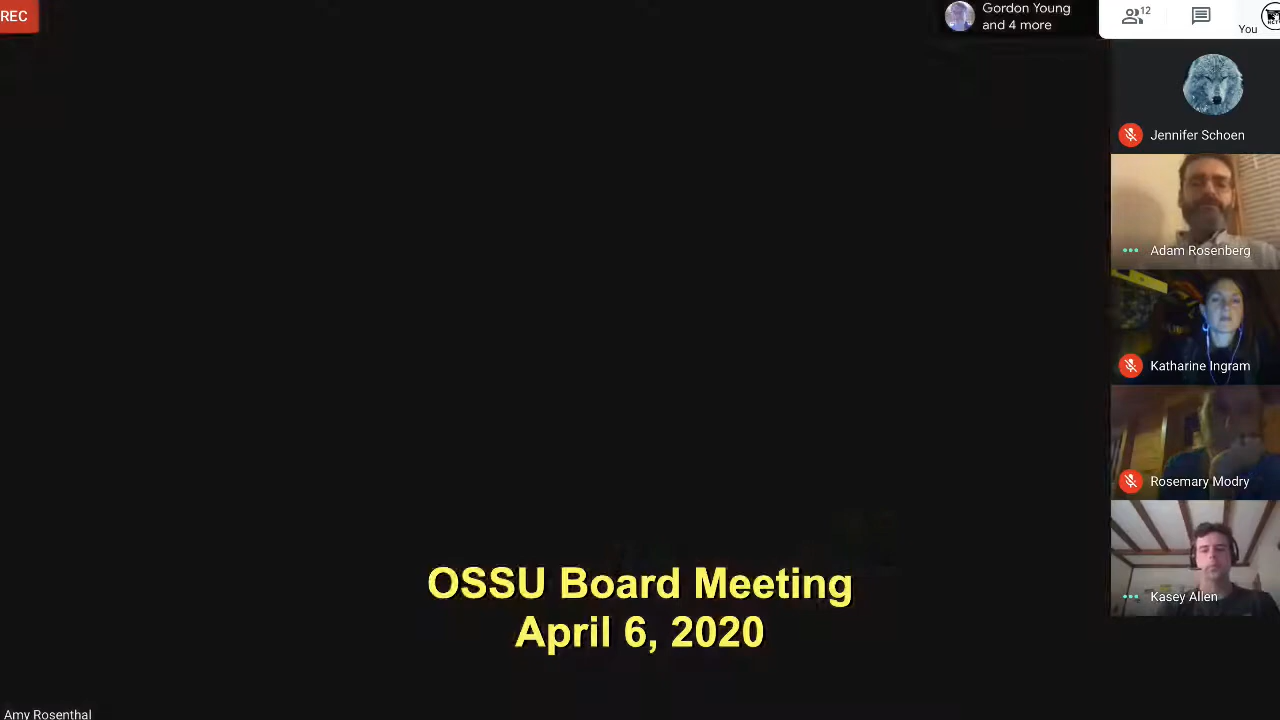 REC
Gordon Young
and 4 more
12
You
Jennifer Schoen
Adam Rosenberg
Katharine Ingram
Rosemary Modry
Kasey Allen
OSSU Board Meeting
April 6, 2020
Amy Rosenthal